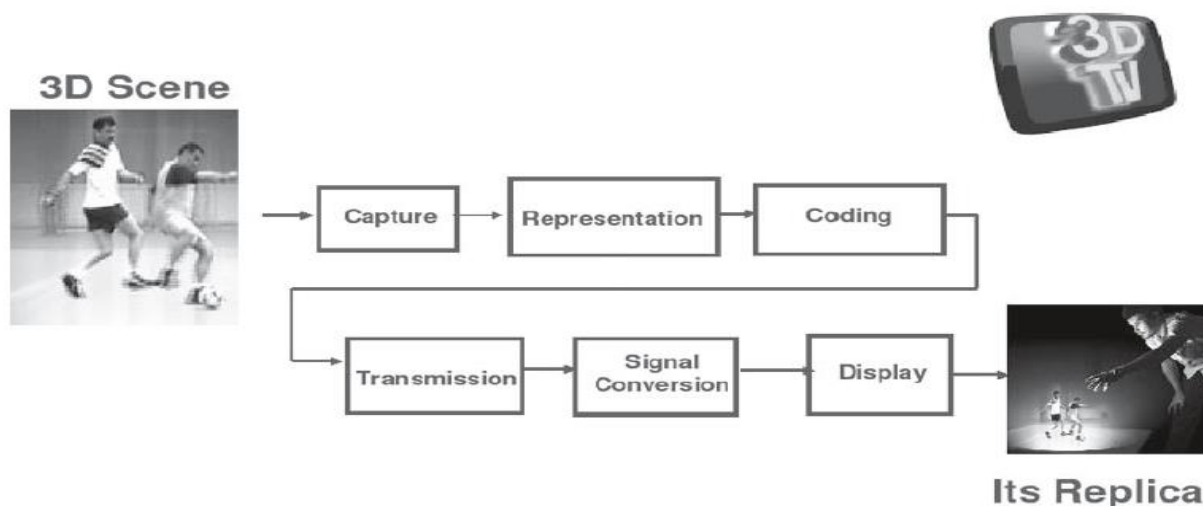 3D
TV
3D Scene
Capture
Representation
Coding
Transmission
Signal
Conversion
Display
Its Replica